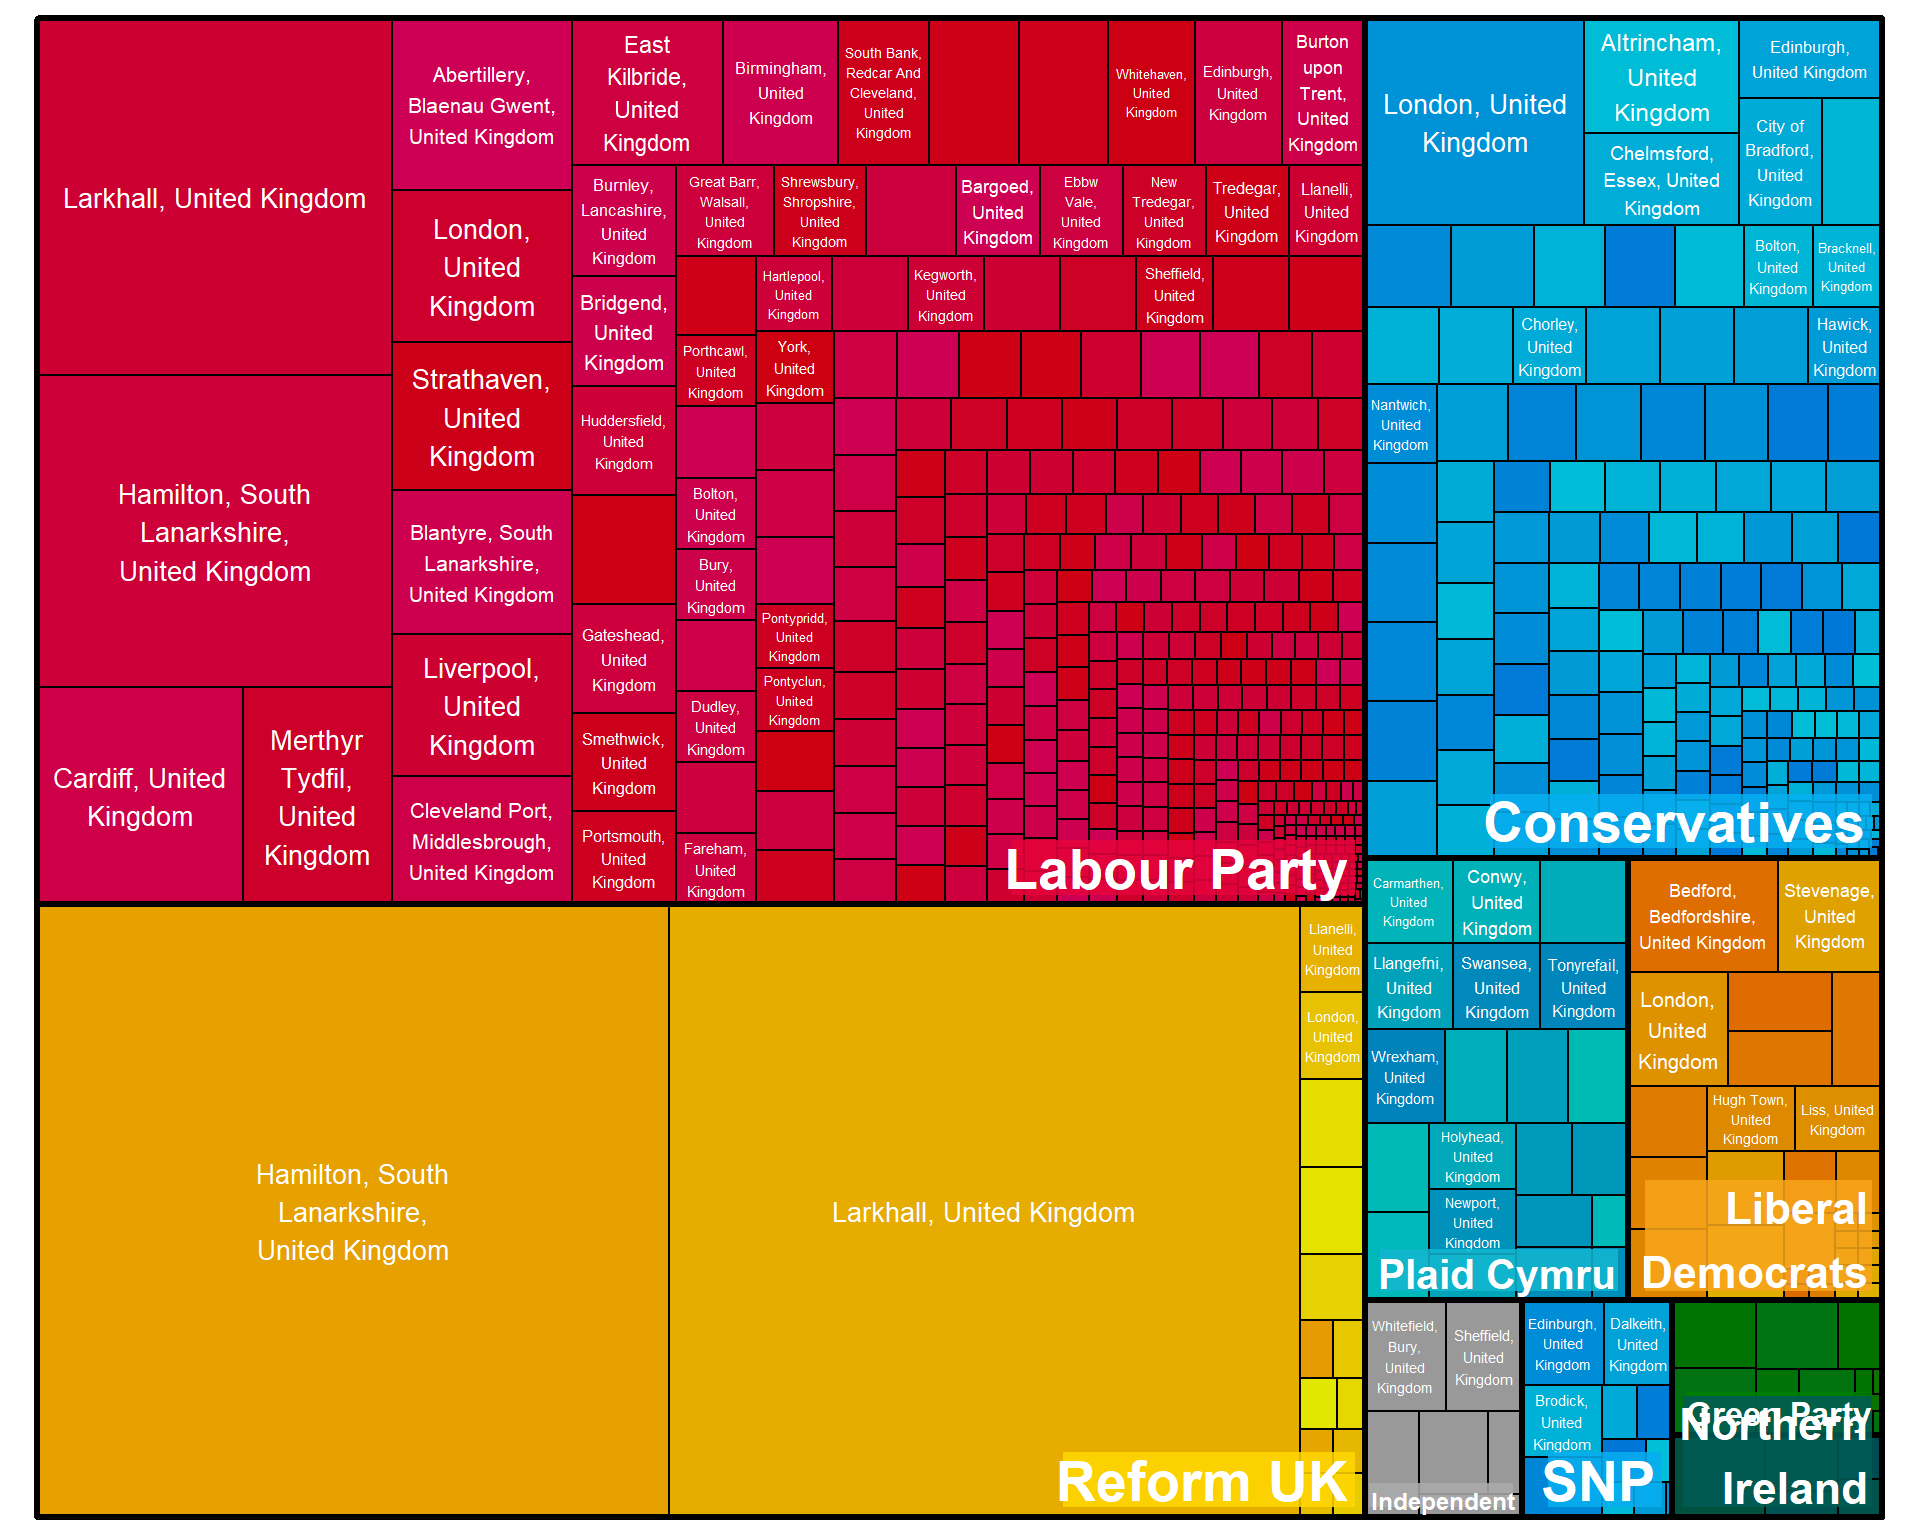 Larkhall, United Kingdom
Hamilton, South
Lanarkshire,
United Kingdom
Cardiff, United
Kingdom
Merthyr
Tydfil,
United
Kingdom
Abertillery,
Blaenau Gwent,
United Kingdom
London,
United
Kingdom
Strathaven,
United
Kingdom
Blantyre, South
Lanarkshire,
United Kingdom
Liverpool,
United
Kingdom
Cleveland Port,
Middlesbrough,
United Kingdom
East
Kilbride,
United
Kingdom
Birmingham,
United
Kingdom
South Bank,
Redcar And
Cleveland,
United
Kingdom
Whitehaven,
United
Kingdom
Edinburgh,
United
Kingdom
Burton
upon
Trent,
United
Kingdom
Burnley,
Lancashire,
United
Kingdom
Bridgend,
United
Kingdom
Huddersfield,
United
Kingdom
Gateshead,
United
Kingdom
Smethwick,
United
Kingdom
Portsmouth,
United
Kingdom
Great Barr,
Walsall,
United
Kingdom
Shrewsbury,
Shropshire,
United
Kingdom
Bargoed,
United
Kingdom
Ebbw
Vale,
United
Kingdom
New
Tredegar,
United
Kingdom
Tredegar,
United
Kingdom
Llanelli,
United
Kingdom
Porthcawl,
United
Kingdom
Bolton,
United
Kingdom
Bury,
United
Kingdom
Dudley,
United
Kingdom
Fareham,
United
Kingdom
Hartlepool,
United
Kingdom
Kegworth,
United
Kingdom
Sheffield,
United
Kingdom
York,
United
Kingdom
Pontypridd,
United
Kingdom
Pontyclun,
United
Kingdom
Labour Party
Hamilton, South
Lanarkshire,
United Kingdom
Larkhall, United Kingdom
Llanelli,
United
Kingdom
London,
United
Kingdom
Reform UK
London, United
Kingdom
Altrincham,
United
Kingdom
Chelmsford,
Essex, United
Kingdom
Edinburgh,
United Kingdom
City of
Bradford,
United
Kingdom
Bolton,
United
Kingdom
Bracknell,
United
Kingdom
Chorley,
United
Kingdom
Hawick,
United
Kingdom
Nantwich,
United
Kingdom
Conservatives
Carmarthen,
United
Kingdom
Conwy,
United
Kingdom
Llangefni,
United
Kingdom
Swansea,
United
Kingdom
Tonyrefail,
United
Kingdom
Wrexham,
United
Kingdom
Holyhead,
United
Kingdom
Newport,
United
Kingdom
Plaid Cymru
Bedford,
Bedfordshire,
United Kingdom
Stevenage,
United
Kingdom
London,
United
Kingdom
Hugh Town,
United
Kingdom
Liss, United
Kingdom
Liberal
Democrats
Whitefield,
Bury,
United
Kingdom
Sheffield,
United
Kingdom
Independent
Edinburgh,
United
Kingdom
Dalkeith,
United
Kingdom
Brodick,
United
Kingdom
SNP
Green Party
Northern
Ireland